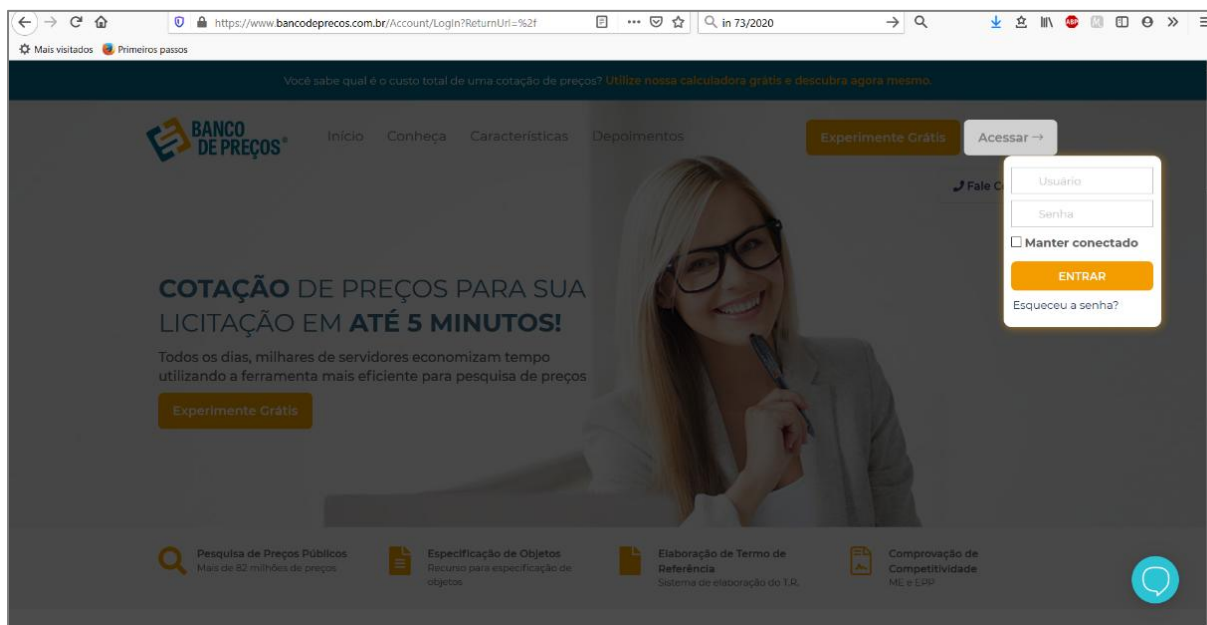 https://www.bancodeprecos.com.br/Account/Login?ReturnUrl=%2f
in 73/2020
ABP
Mais visitados
Primeiros passos
Você sabe qual é o custo total de uma cotação de preços? Utilize nossa calculadora grátis e descubra agora mesmo.
BANCO
DE PREÇOS®
Início
Conheça
Características
Depoimentos
Experimente Grátis
Acessar →
Fale C
Usuário
Senha
Manter conectado
ENTRAR
Esqueceu a senha?
COTAÇÃO DE PREÇOS PARA SUA
LICITAÇÃO EM ATÉ 5 MINUTOS!
Todos os dias, milhares de servidores economizam tempo
utilizando a ferramenta mais eficiente para pesquisa de preços
Experimente Grátis
Pesquisa de Preços Públicos
Mais de 82 milhões de preços
Especificação de Objetos
Recurso para especificação de
objetos
Elaboração de Termo de
Referência
Sistema de elaboração do T.R.
Comprovação de
Competitividade
ME e EPP